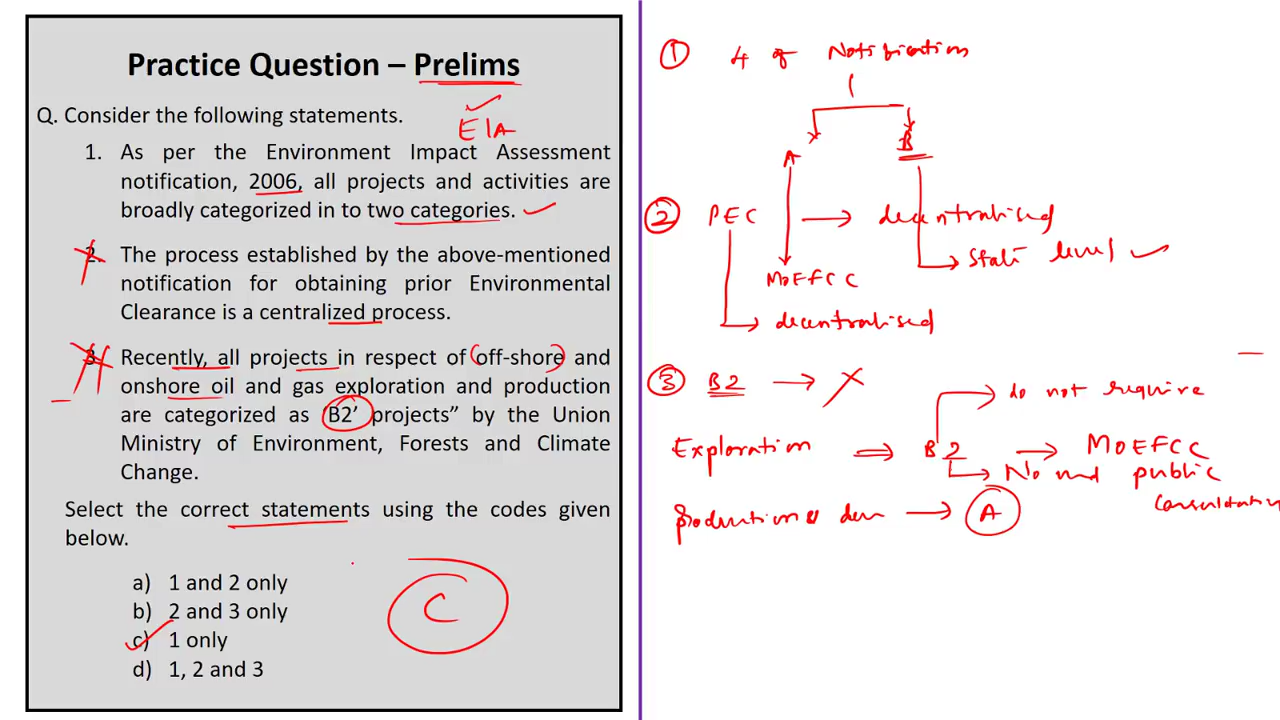 Practice Question – Prelims
Q. Consider the following statements.
EIA
1. As per the Environment Impact Assessment
notification, 2006, all projects and activities are
broadly categorized in to two categories.
2. The process established by the above-mentioned
notification for obtaining prior Environmental
Clearance is a centralized process.
3. Recently, all projects in respect of off-shore and
onshore oil and gas exploration and production
are categorized as 'B2' projects” by the Union
Ministry of Environment, Forests and Climate
Change.
Select the correct statements using the codes given
below.
a) 1 and 2 only
b) 2 and 3 only
c) 1 only
d) 1, 2 and 3
C
1 4 of Notification
A B
2 PEC → decentralised
State level
MoEFCC
decentralised
3 B2 → X
do not require
Exploration ⇒ B2 → MoEFCC
No public
Production → A